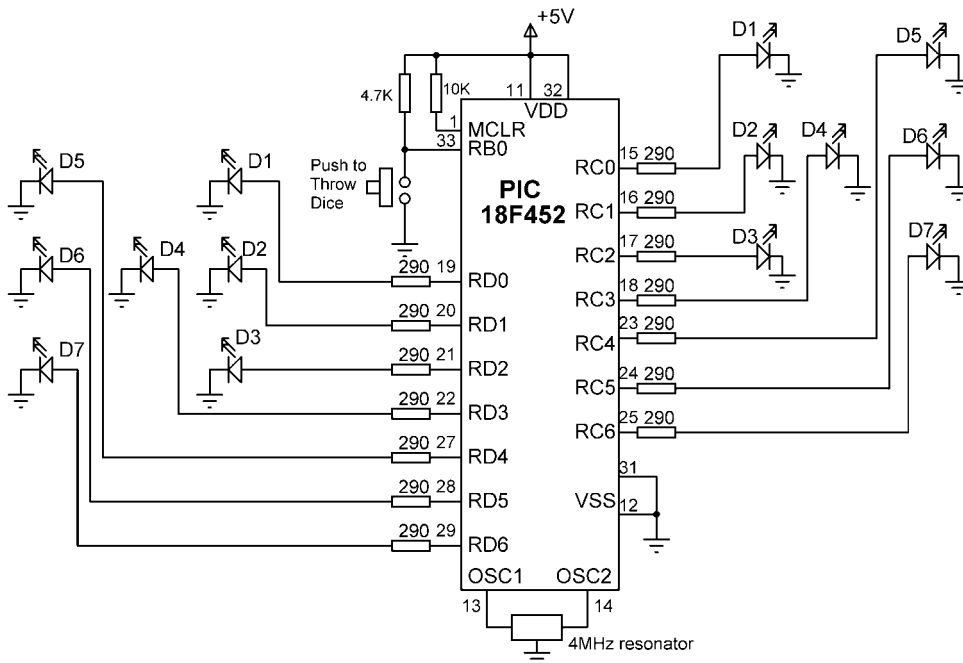 +5V
D1
D5
4.7K
10K
11
32
VDD
1
MCLR
33
RB0
D2
D4
D6
D5
D1
Push to
Throw
Dice
PIC
18F452
RC0
15
290
RC1
16
290
D6
D4
D2
RC2
17
290
D3
D7
290
19
RD0
RC3
18
290
290
20
RD1
RC4
23
290
D7
D3
290
21
RD2
RC5
24
290
290
22
RD3
RC6
25
290
290
27
RD4
31
290
28
RD5
VSS
12
290
29
RD6
OSC1
OSC2
13
14
4MHz resonator